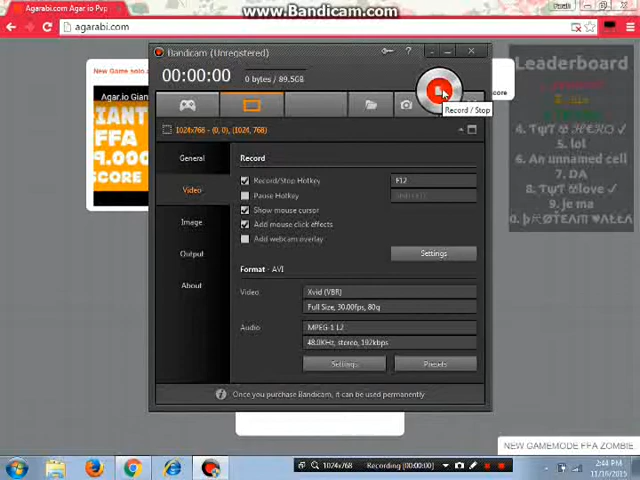 www.Bandicam.com
Agarabi.com Agar io Pvp
agarabi.com
Bandicam (Unregistered)
00:00:00
0 bytes / 89.5GB
Record / Stop
1024x768 - (0, 0), (1024, 768)
New Game solo
Agar.io Gian
GIANT
FFA
SCORE
Leaderboard
5. lol
6. An unnamed cell
7. DA
9. je ma
General
Video
Image
Output
About
Record
Record/Stop Hotkey
F12
Pause Hotkey
Show mouse cursor
Add mouse click effects
Add webcam overlay
Settings
Format - AVI
Video
Xvid (VBR)
Full Size, 30.00fps, 80q
Audio
MPEG-1 L2
48.0KHz, stereo, 192kbps
Settings
Presets
Once you purchase Bandicam, it can be used permanently
NEW GAMEMODE FFA ZOMBIE
1024x768
Recording [00:00:00]
2:44 PM
11/16/2015